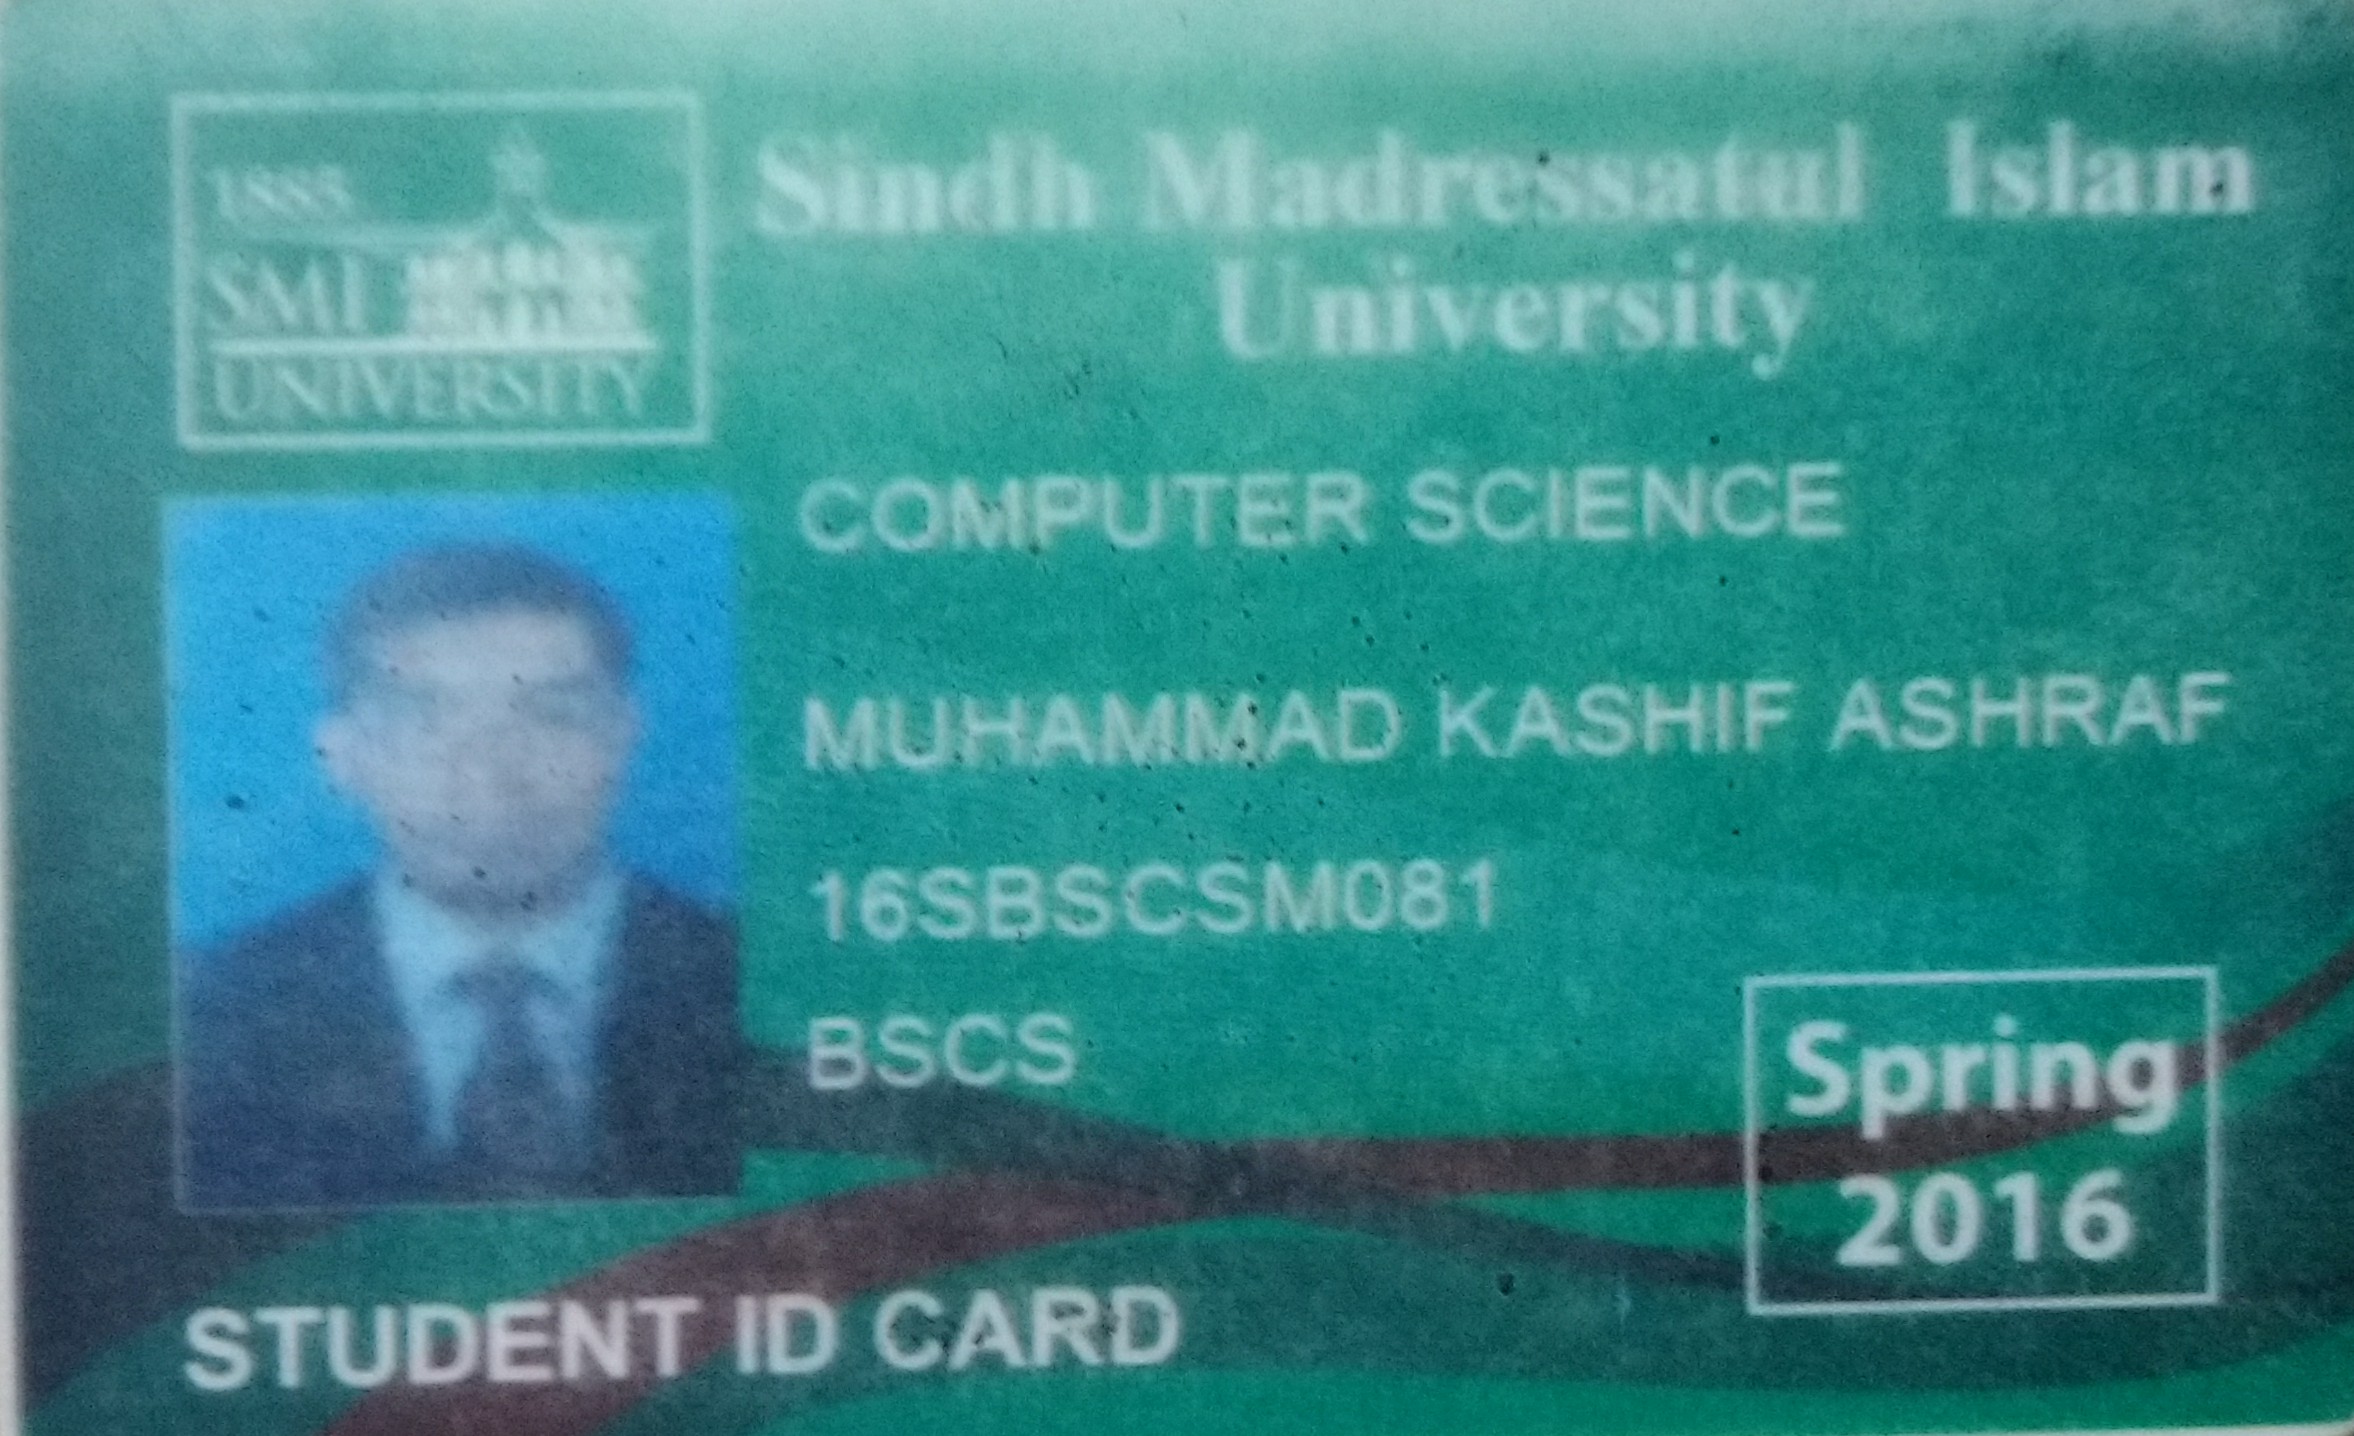 1885
SMI
UNIVERSITY
Sindh Madressatul Islam
University
COMPUTER SCIENCE
MUHAMMAD KASHIF ASHRAF
16SBSCSM081
BSCS
Spring
2016
STUDENT ID CARD